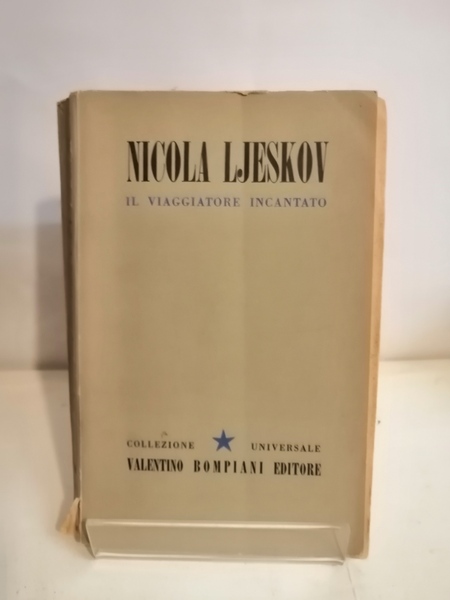 NICOLA LJESKOV
IL VIAGGIATORE INCANTATO
COLLEZIONE UNIVERSALE
VALENTINO BOMPIANI EDITORE